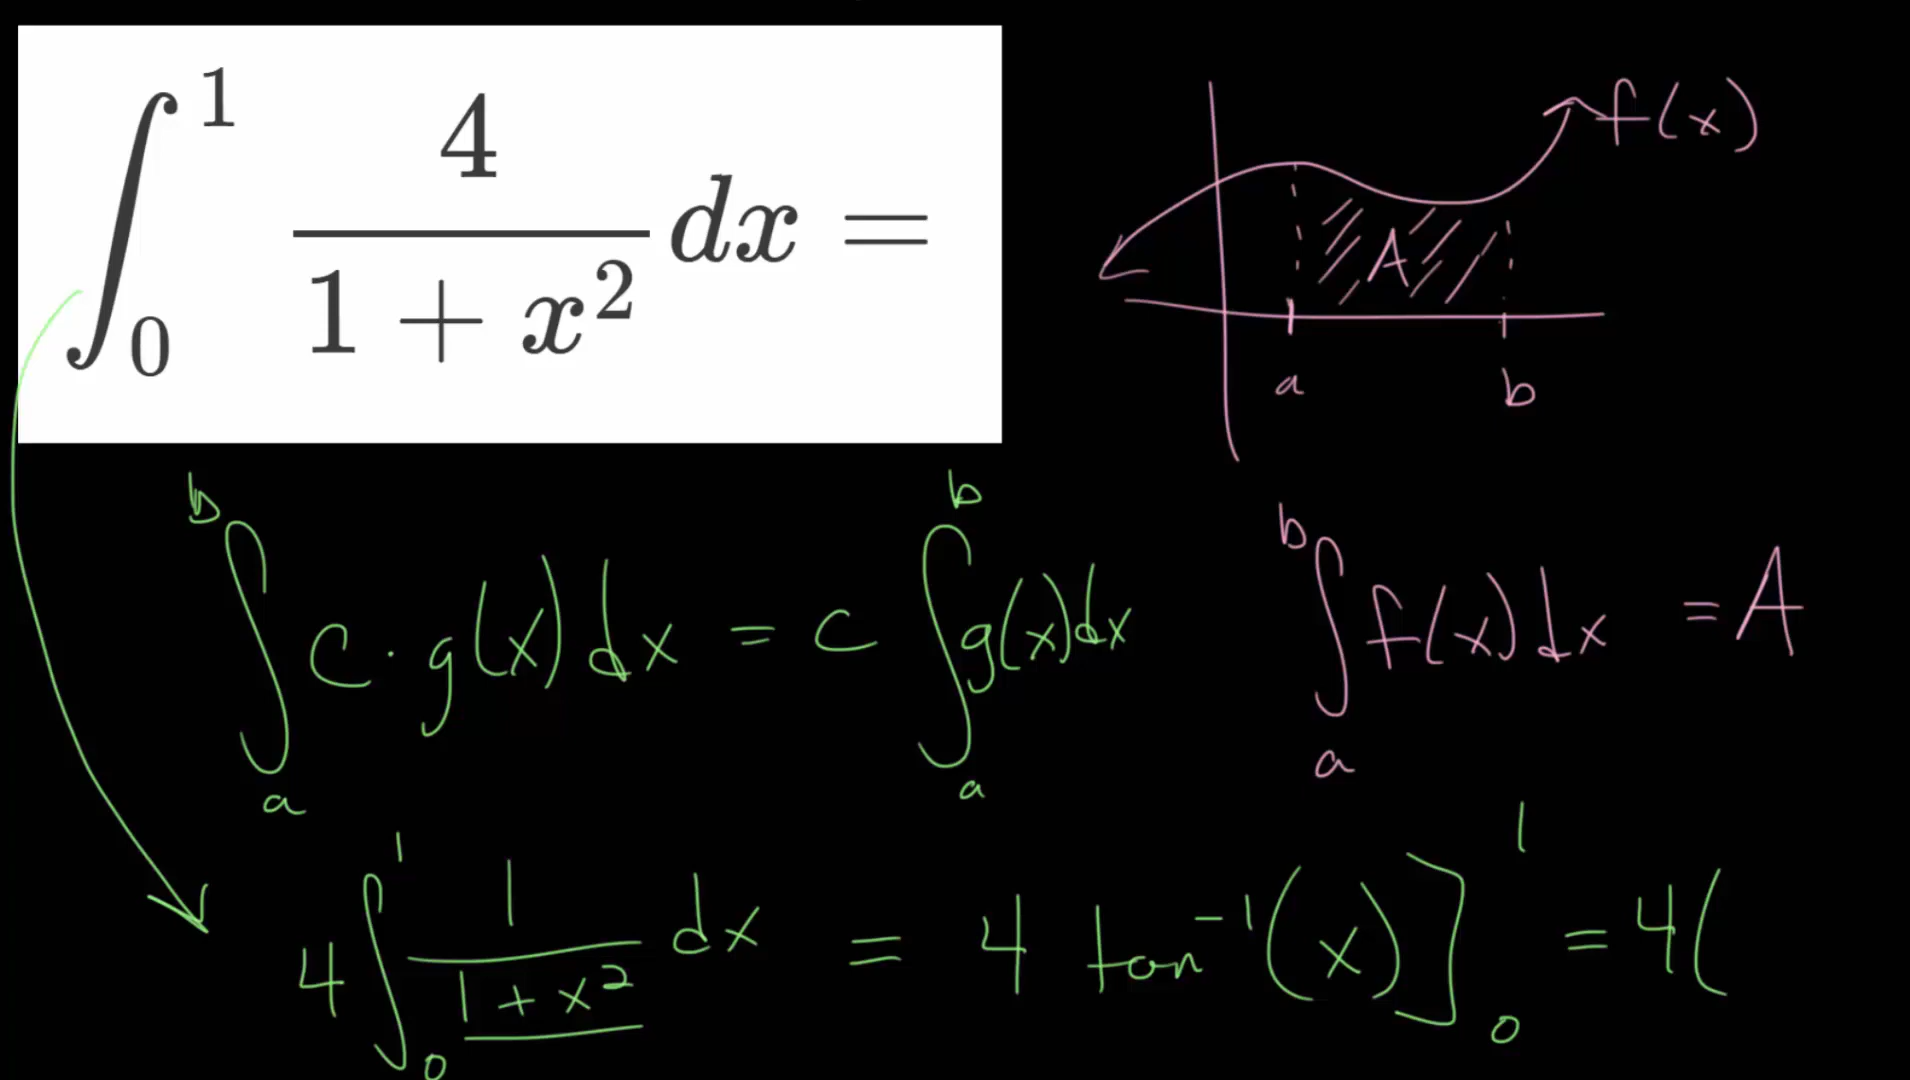 ∫₀¹ 4/(1 + x²) dx =
f(x)
A
a b
∫ₐᵇ c · g(x) dx = c ∫ₐᵇ g(x) dx
∫ₐᵇ f(x) dx = A
4 ∫₀¹ 1/(1 + x²) dx = 4 tan⁻¹(x)]₀¹ = 4(